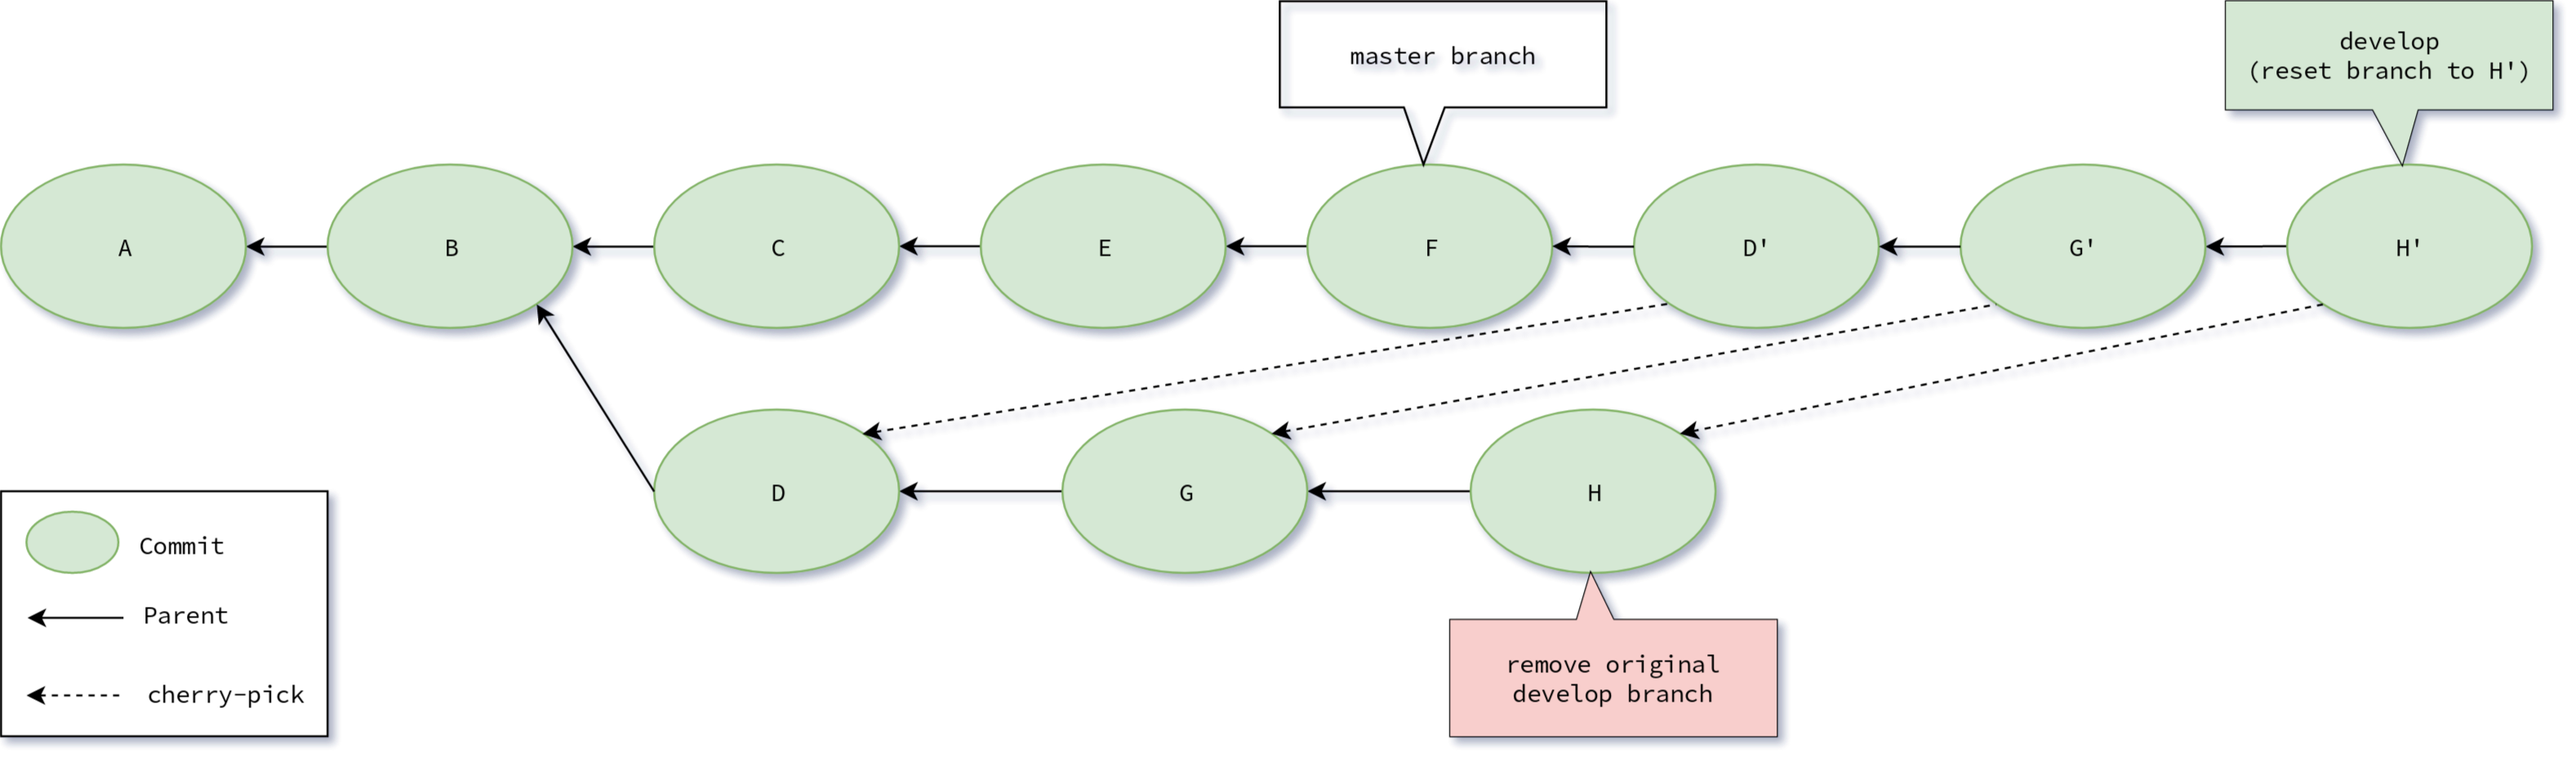 master branch
develop
(reset branch to H')
A
B
C
E
F
D'
G'
H'
D
G
H
Commit
Parent
cherry-pick
remove original
develop branch